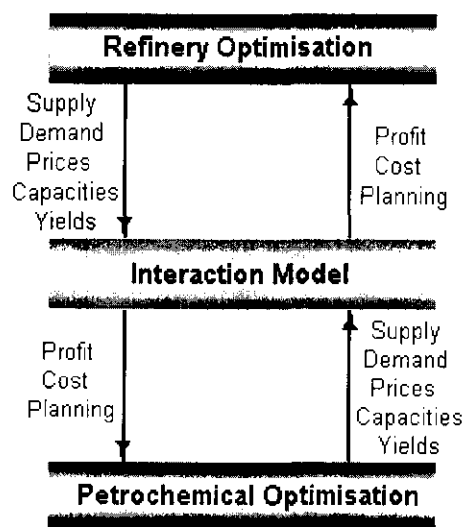 Refinery Optimisation
Supply
Demand
Prices
Capacities
Yields
Profit
Cost
Planning
Interaction Model
Profit
Cost
Planning
Supply
Demand
Prices
Capacities
Yields
Petrochemical Optimisation